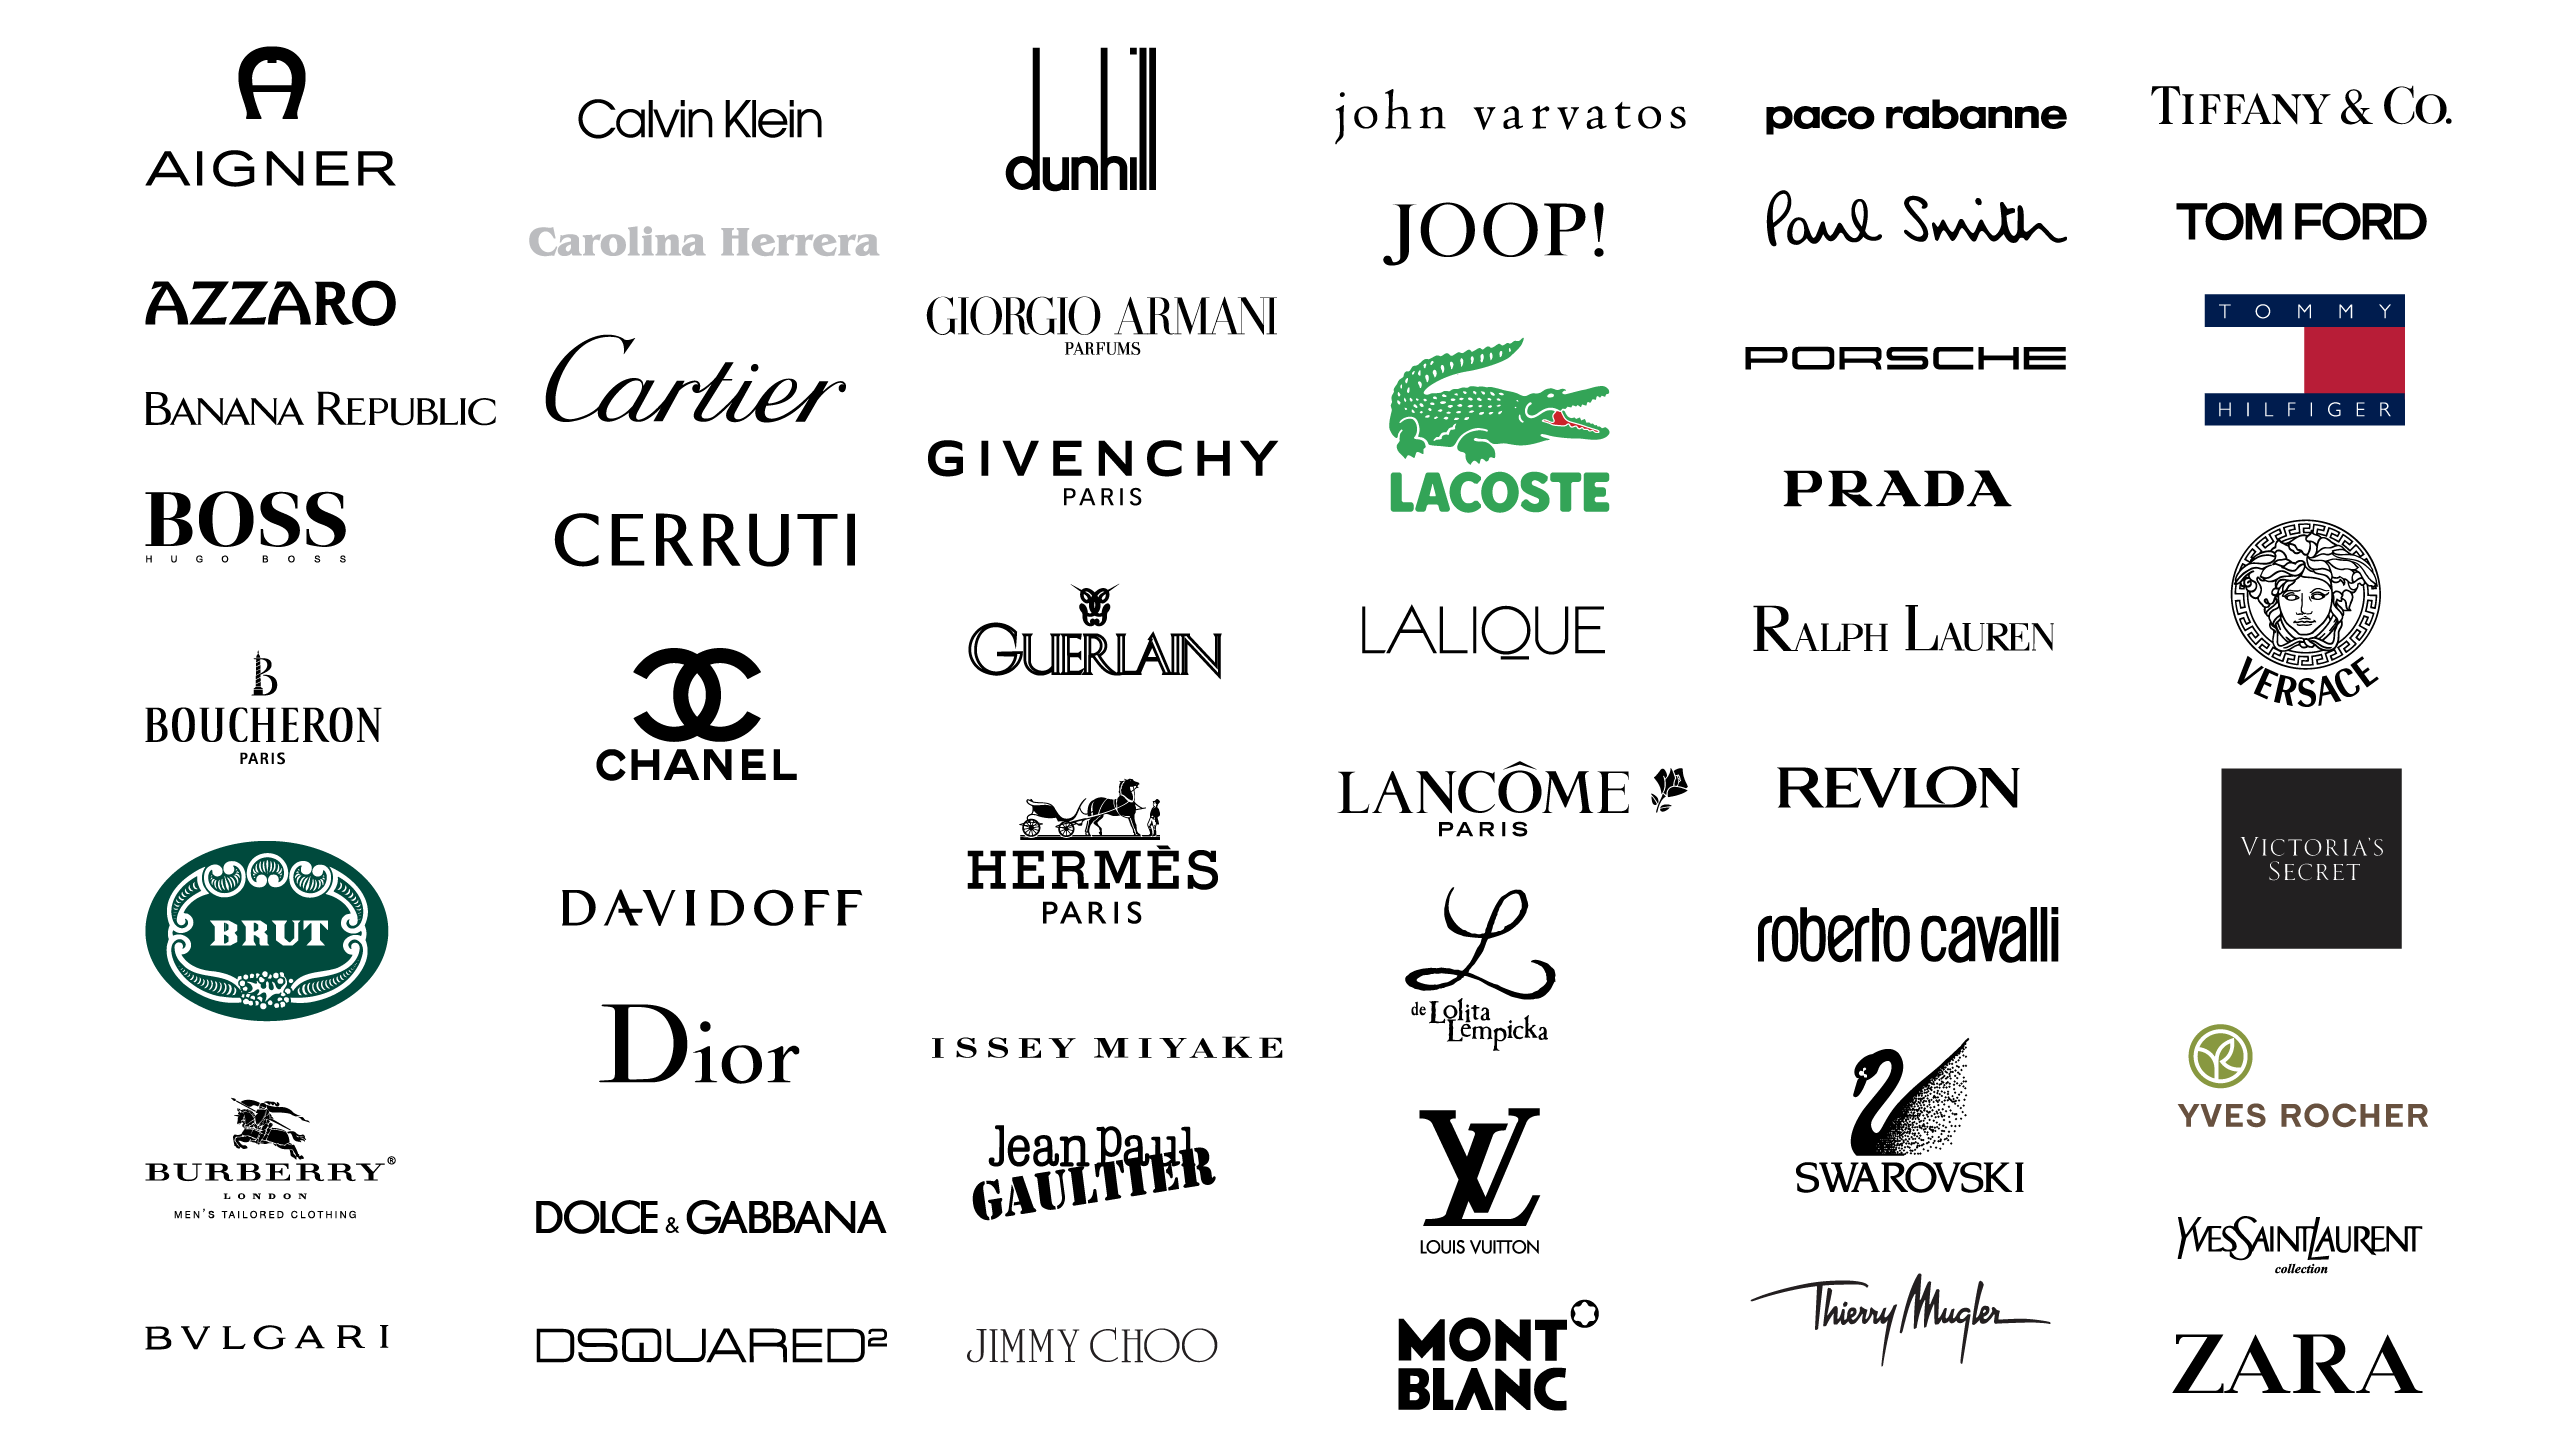 AIGNER
AZZARO
BANANA REPUBLIC
BOSS
HUGO BOSS
B
BOUCHERON
PARIS
BRUT
BURBERRY®
LONDON
MEN'S TAILORED CLOTHING
BVLGARI
Calvin Klein
Carolina Herrera
Cartier
CERRUTI
CHANEL
DAVIDOFF
Dior
DOLCE & GABBANA
DSQUARED2
dunhill
GIORGIO ARMANI
PARFUMS
GIVENCHY
PARIS
GUERLAIN
HERMÈS
PARIS
ISSEY MIYAKE
Jean Paul
GAULTIER
JIMMY CHOO
john varvatos
JOOP!
LACOSTE
LALIQUE
LANCÔME
PARIS
L
de Lolita
Lempicka
LV
LOUIS VUITTON
MONT
BLANC
paco rabanne
Paul Smith
PORSCHE
PRADA
RALPH LAUREN
REVLON
roberto cavalli
SWAROVSKI
Thierry Mugler
TIFFANY & CO.
TOM FORD
TOMMY
HILFIGER
VERSACE
VICTORIA'S
SECRET
YVES ROCHER
YVESSAINTLAURENT
collection
ZARA